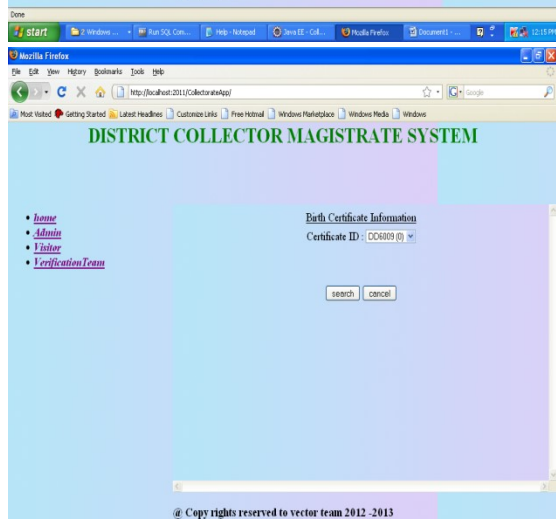 Done
start 2 Windows ... Run SQL Com... Help - Notepad Java EE - Coll... Mozilla Firefox Document1 - ... 12:15 PM
Mozilla Firefox
File Edit View History Bookmarks Tools Help
http://localhost:2011/CollectorateApp/ Google
Most Visited Getting Started Latest Headlines Customize Links Free Hotmail Windows Marketplace Windows Media Windows
DISTRICT COLLECTOR MAGISTRATE SYSTEM
home
Admin
Visitor
VerificationTeam
Birth Certificate Information
Certificate ID : DD6009 (0)
search cancel
@ Copy rights reserved to vector team 2012 -2013